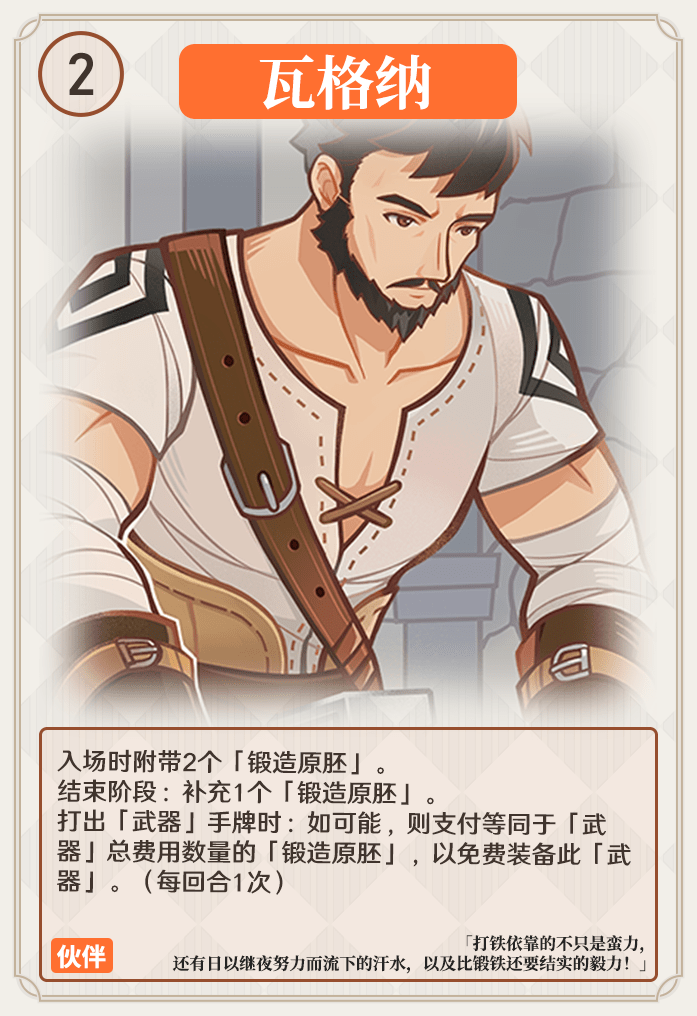 2
瓦格纳
入场时附带2个「锻造原胚」。
结束阶段：补充1个「锻造原胚」。
打出「武器」手牌时：如可能，则支付等同于「武
器」总费用数量的「锻造原胚」，以免费装备此「武
器」。（每回合1次）
伙伴
「打铁依靠的不只是蛮力，
还有日以继夜努力而流下的汗水，以及比锻铁还要结实的毅力！」